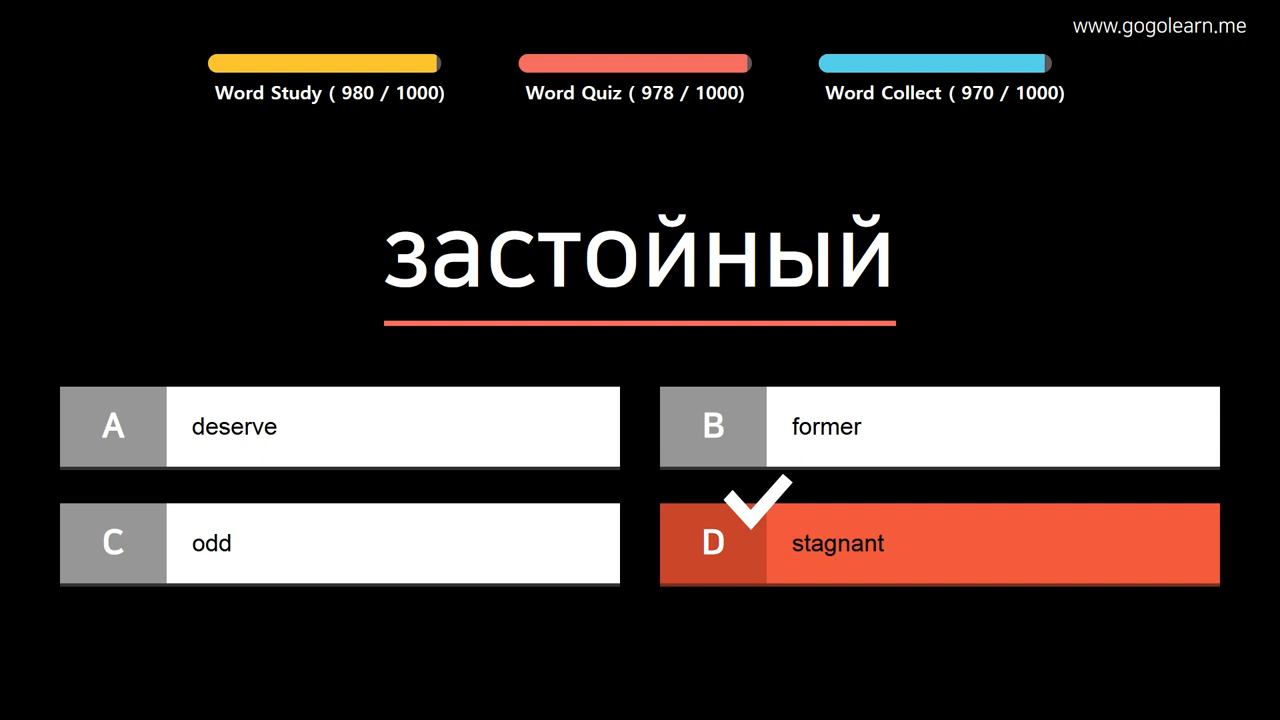 www.gogolearn.me
Word Study ( 980 / 1000)
Word Quiz ( 978 / 1000)
Word Collect ( 970 / 1000)
застойный
A deserve
B former
C odd
D stagnant